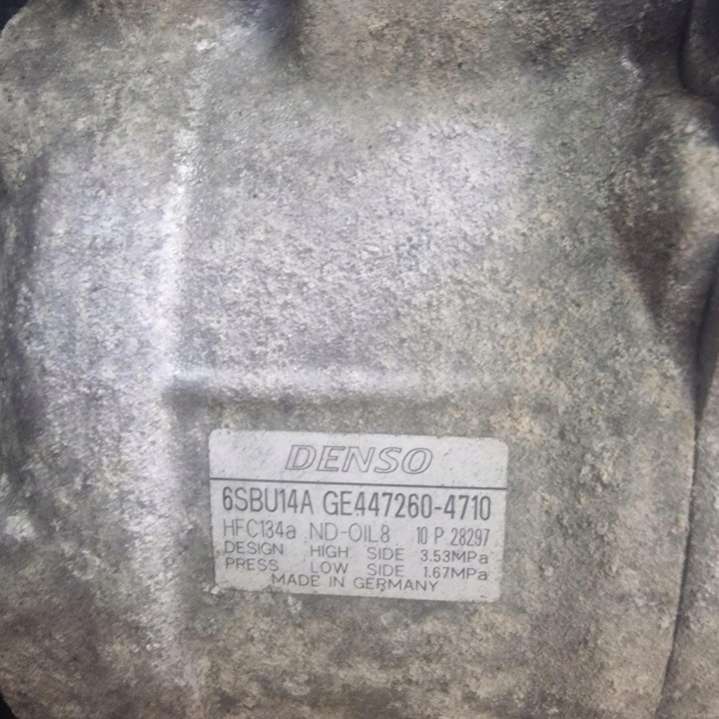 DENSO
6SBU14A GE447260-4710
HFC134a ND-OIL8 10 P 28297
DESIGN HIGH SIDE 3.53MPa
PRESS LOW SIDE 1.67MPa
MADE IN GERMANY